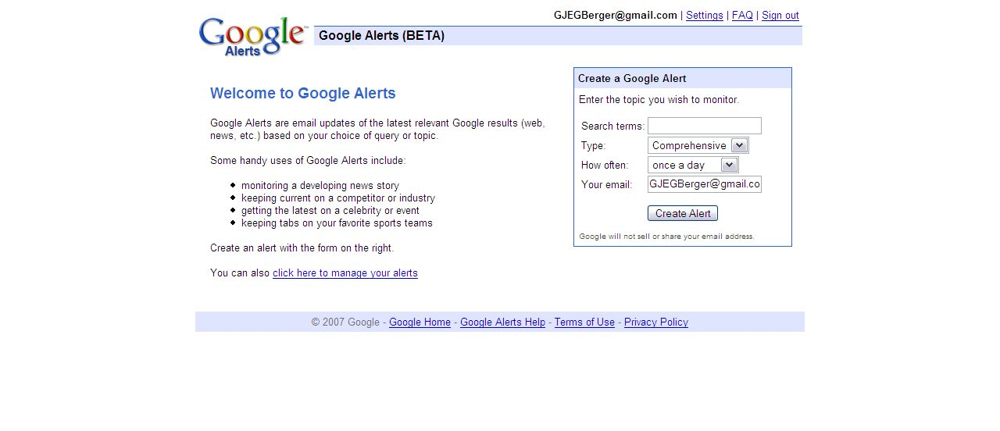 GJEGBerger@gmail.com | Settings | FAQ | Sign out
Google™
Alerts
Google Alerts (BETA)
Welcome to Google Alerts
Google Alerts are email updates of the latest relevant Google results (web,
news, etc.) based on your choice of query or topic.
Some handy uses of Google Alerts include:
monitoring a developing news story
keeping current on a competitor or industry
getting the latest on a celebrity or event
keeping tabs on your favorite sports teams
Create an alert with the form on the right.
You can also click here to manage your alerts
Create a Google Alert
Enter the topic you wish to monitor.
Search terms:
Type: Comprehensive
How often: once a day
Your email: GJEGBerger@gmail.co
Create Alert
Google will not sell or share your email address.
© 2007 Google - Google Home - Google Alerts Help - Terms of Use - Privacy Policy